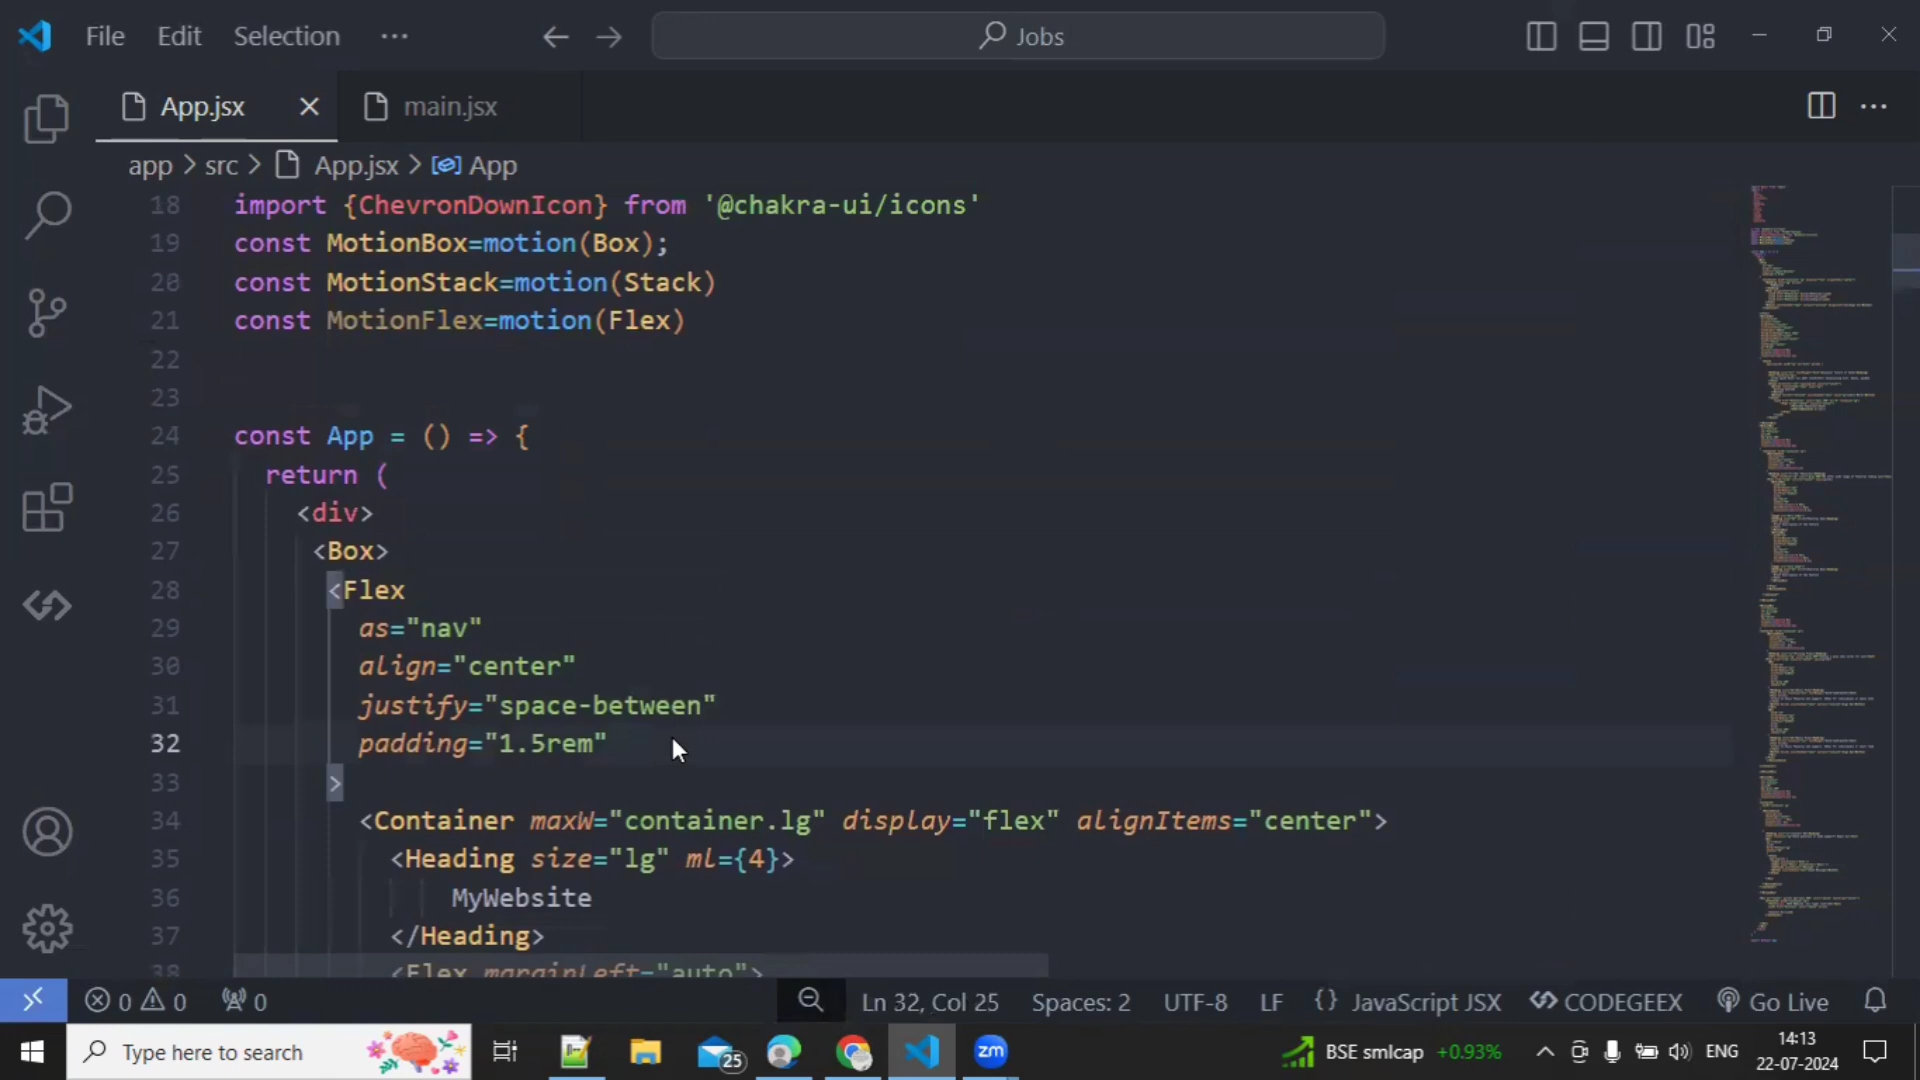 File Edit Selection ···
Jobs
App.jsx
main.jsx
app > src > App.jsx > App
18 import {ChevronDownIcon} from '@chakra-ui/icons'
19 const MotionBox=motion(Box);
20 const MotionStack=motion(Stack)
21 const MotionFlex=motion(Flex)
22
23
24 const App = () => {
25 return (
26 <div>
27 <Box>
28 <Flex
29 as="nav"
30 align="center"
31 justify="space-between"
32 padding="1.5rem"
33 >
34 <Container maxW="container.lg" display="flex" alignItems="center">
35 <Heading size="lg" ml={4}>
36 MyWebsite
37 </Heading>
38 <Flex marginLeft="auto">
0 0 0 Ln 32, Col 25 Spaces: 2 UTF-8 LF {} JavaScript JSX CODEGEEX Go Live
Type here to search
25
zm
BSE smlcap +0.93%
ENG
14:13
22-07-2024